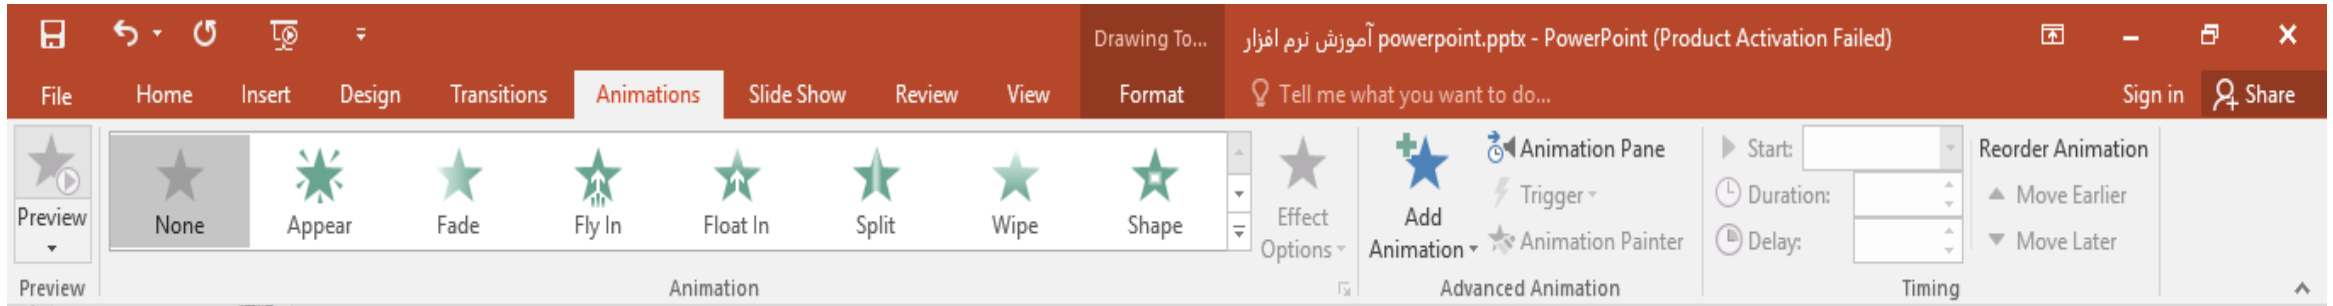 Drawing To...
آموزش نرم افزار powerpoint.pptx - PowerPoint (Product Activation Failed)
File Home Insert Design Transitions Animations Slide Show Review View Format Tell me what you want to do... Sign in Share
Preview
None Appear Fade Fly In Float In Split Wipe Shape
Effect Options
Add Animation
Animation Pane
Trigger
Animation Painter
Start:
Duration:
Delay:
Reorder Animation
Move Earlier
Move Later
Preview Animation Advanced Animation Timing